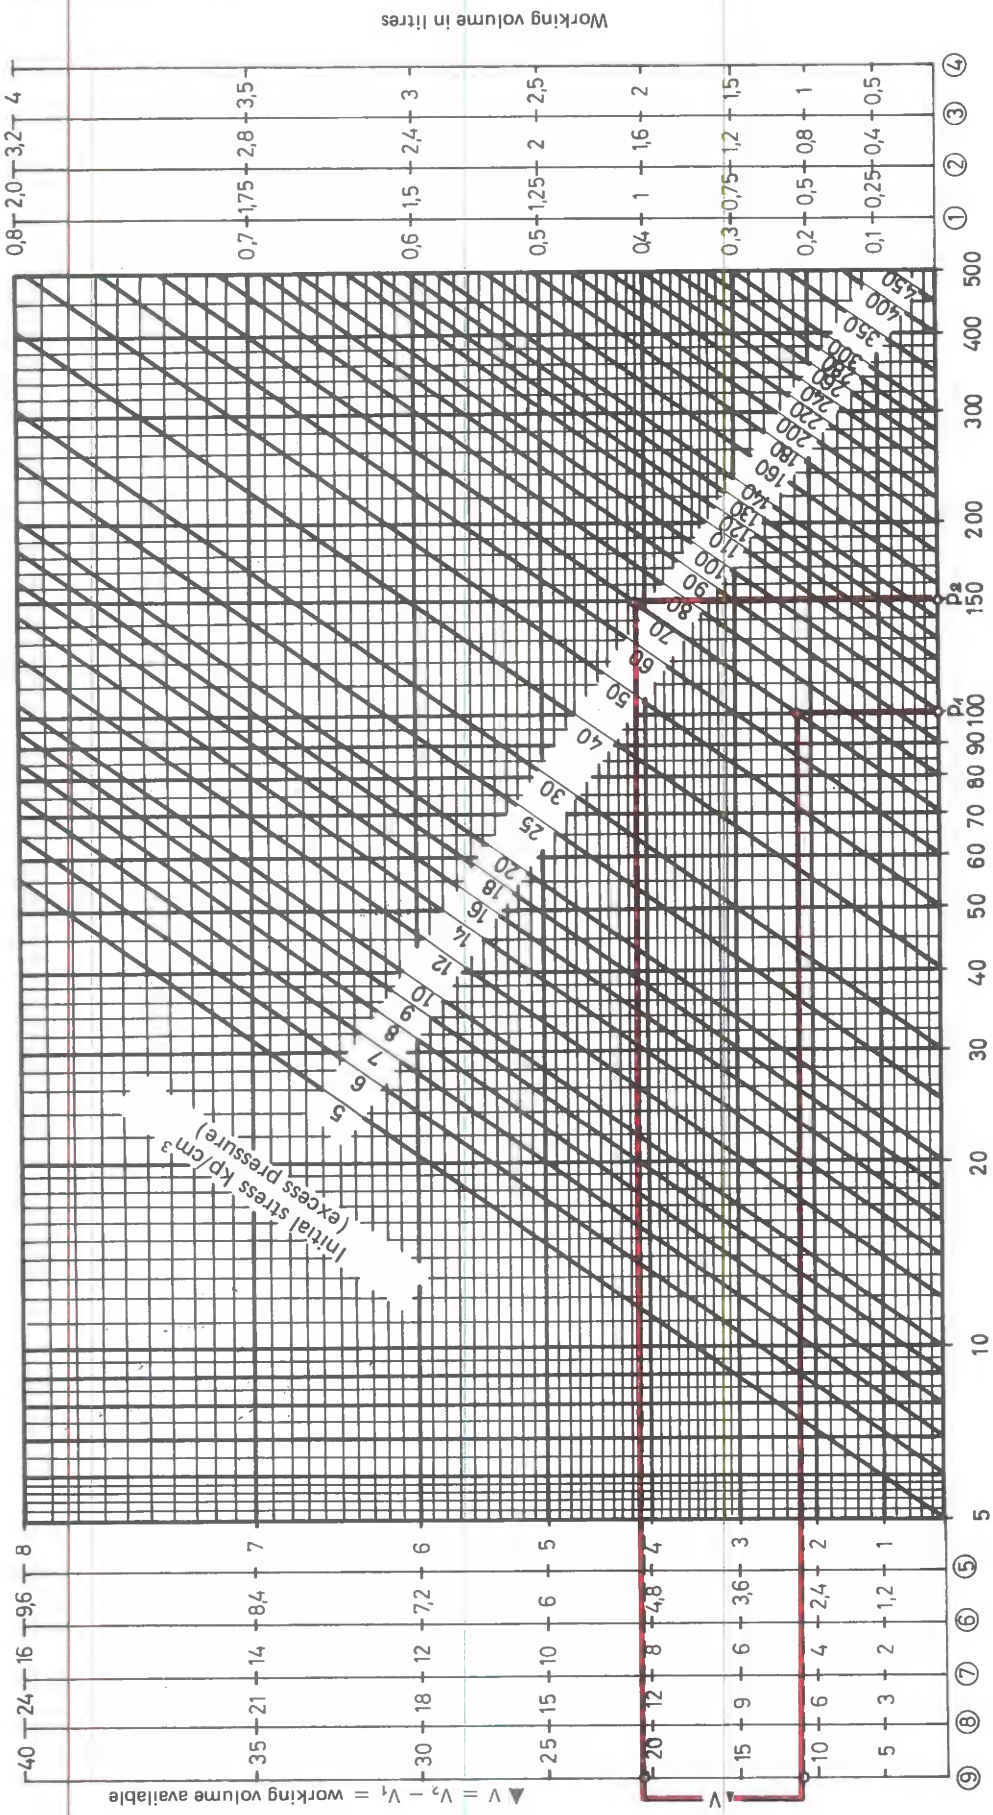 Working volume in litres
0,8 2,0 3,2 4
0,7 1,75 2,8 3,5
0,6 1,5 2,4 3
0,5 1,25 2 2,5
0,4 1 1,6 2
0,3 0,75 1,2 1,5
0,2 0,5 0,8 1
0,1 0,25 0,4 0,5
① ② ③ ④
Initial stress kp/cm³
(excess pressure)
5 6 7 8 9 10 12 14 16 18 20 25 30 40 50 60 70 80 90 100 110 120 130 140 160 180 200 220 240 260 280 300 350 400 450
5 10 20 30 40 50 60 70 80 90 100 150 200 300 400 500
P₁ P₂
40 24 16 9,6 8
35 21 14 8,4 7
30 18 12 7,2 6
25 15 10 6 5
20 12 8 4,8 4
15 9 6 3,6 3
10 6 4 2,4 2
5 3 2 1,2 1
⑨ ⑧ ⑦ ⑥ ⑤
▲ V = V₂ − V₁ = working volume available
▲ V